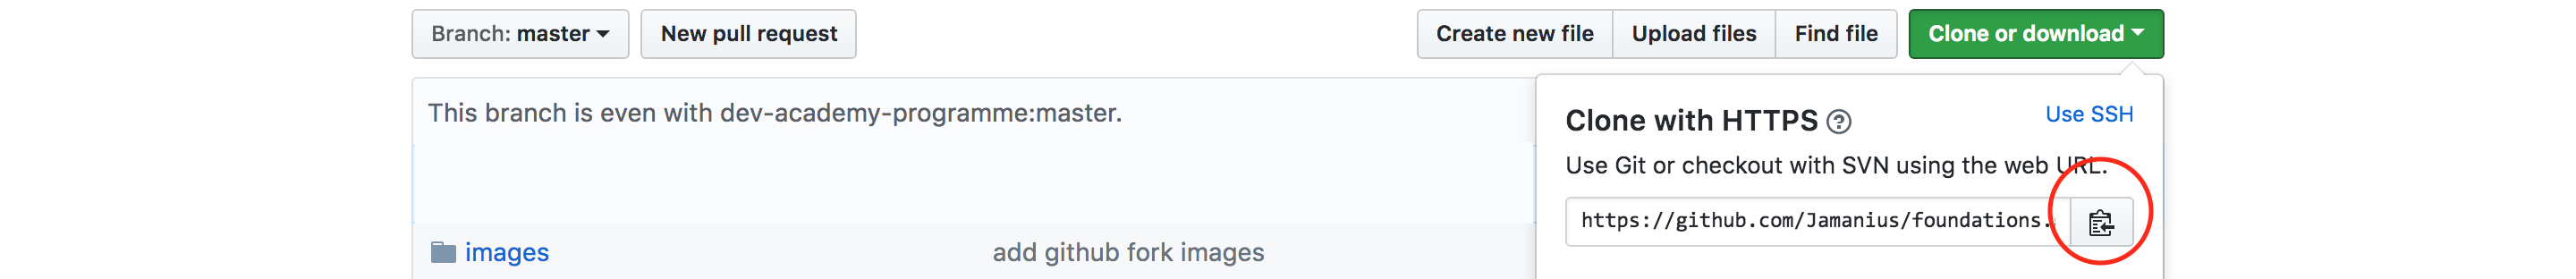 Branch: master New pull request Create new file Upload files Find file Clone or download
This branch is even with dev-academy-programme:master.
Clone with HTTPS ? Use SSH
Use Git or checkout with SVN using the web URL.
https://github.com/Jamanius/foundations.
images add github fork images